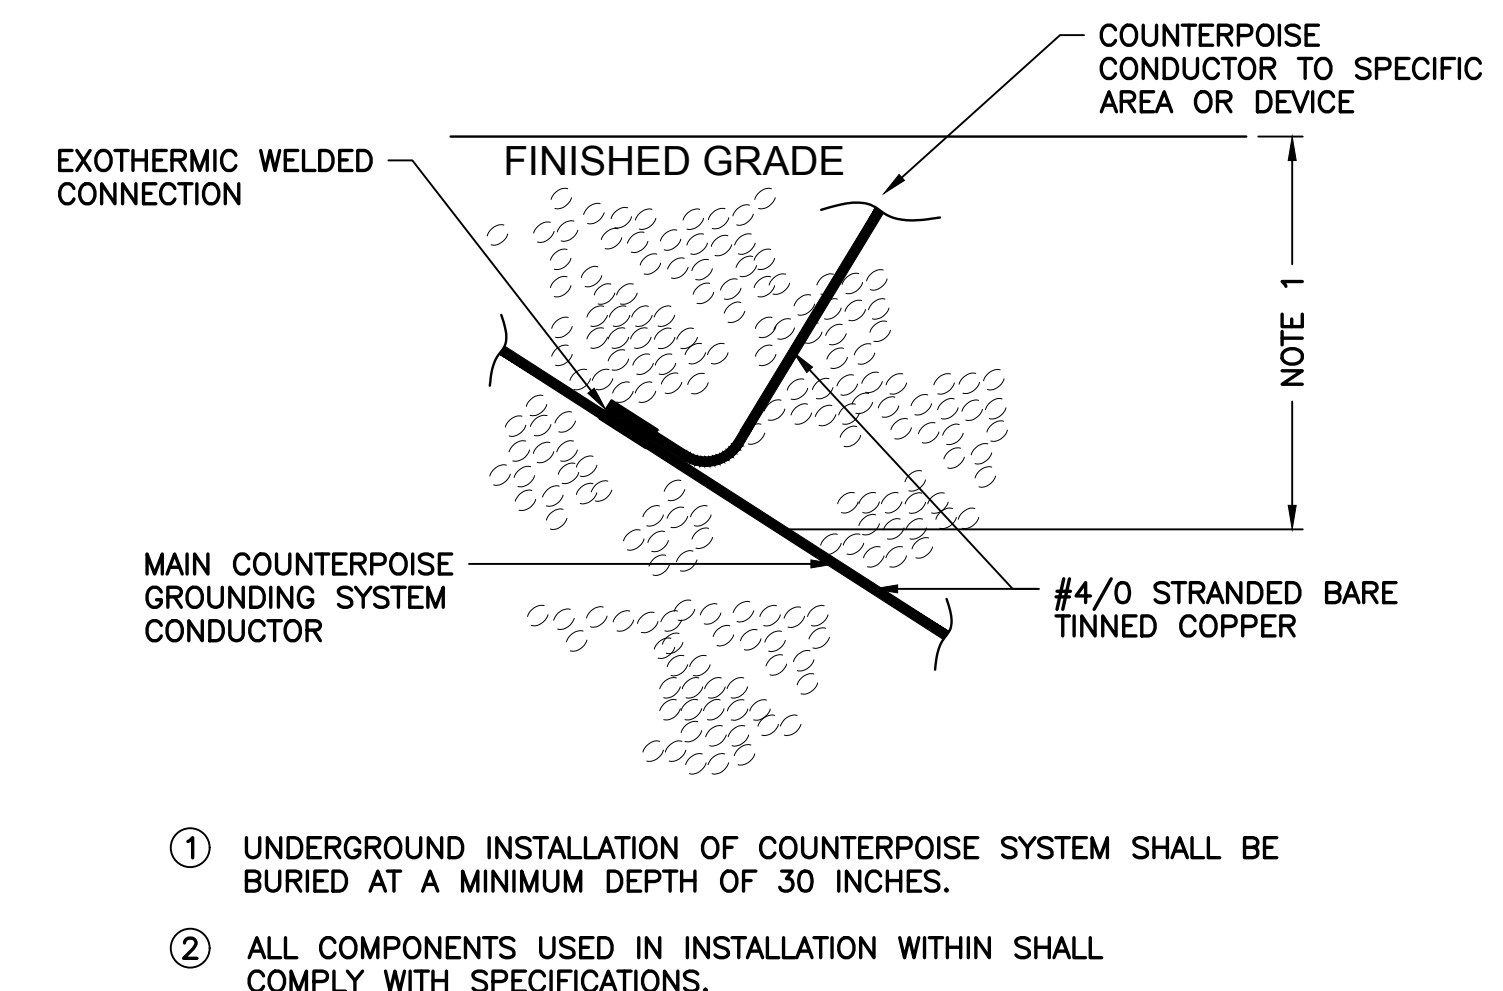 COUNTERPOISE
CONDUCTOR TO SPECIFIC
AREA OR DEVICE
EXOTHERMIC WELDED
CONNECTION
FINISHED GRADE
NOTE 1
MAIN COUNTERPOISE
GROUNDING SYSTEM
CONDUCTOR
#4/0 STRANDED BARE
TINNED COPPER
1 UNDERGROUND INSTALLATION OF COUNTERPOISE SYSTEM SHALL BE
BURIED AT A MINIMUM DEPTH OF 30 INCHES.
2 ALL COMPONENTS USED IN INSTALLATION WITHIN SHALL
COMPLY WITH SPECIFICATIONS.